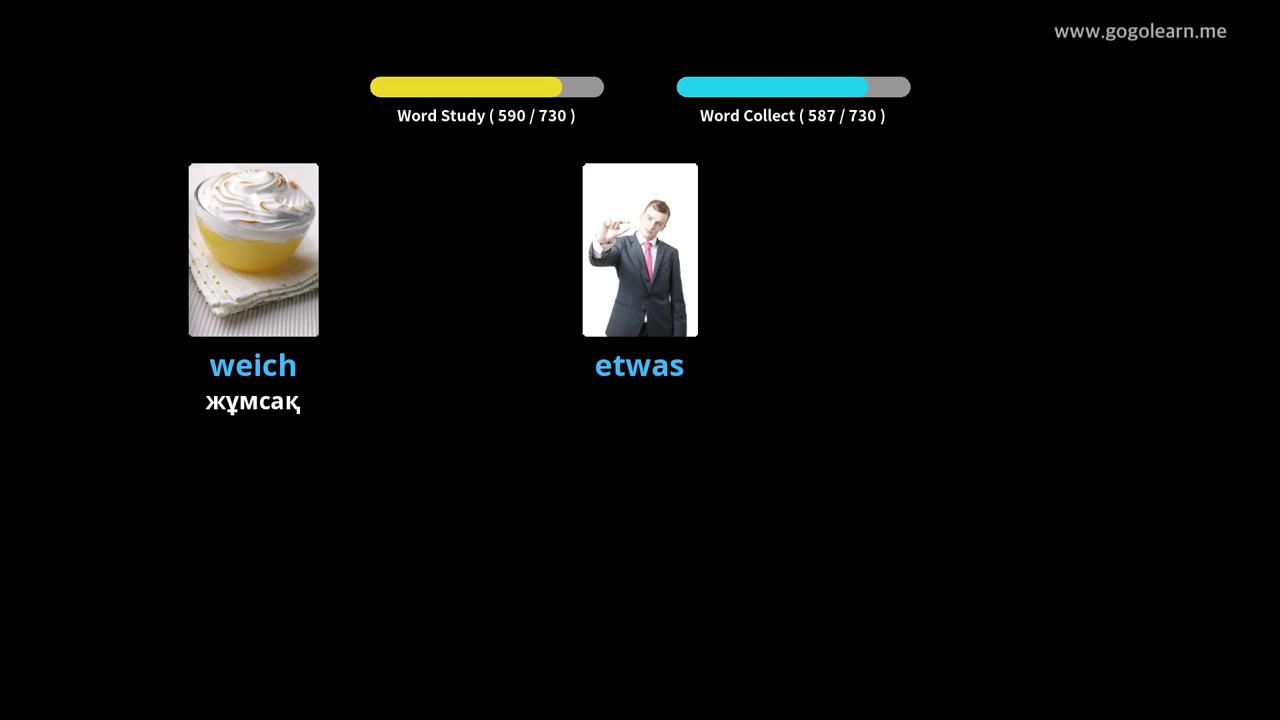 www.gogolearn.me
Word Study ( 590 / 730 )
Word Collect ( 587 / 730 )
weich
жұмсақ
etwas